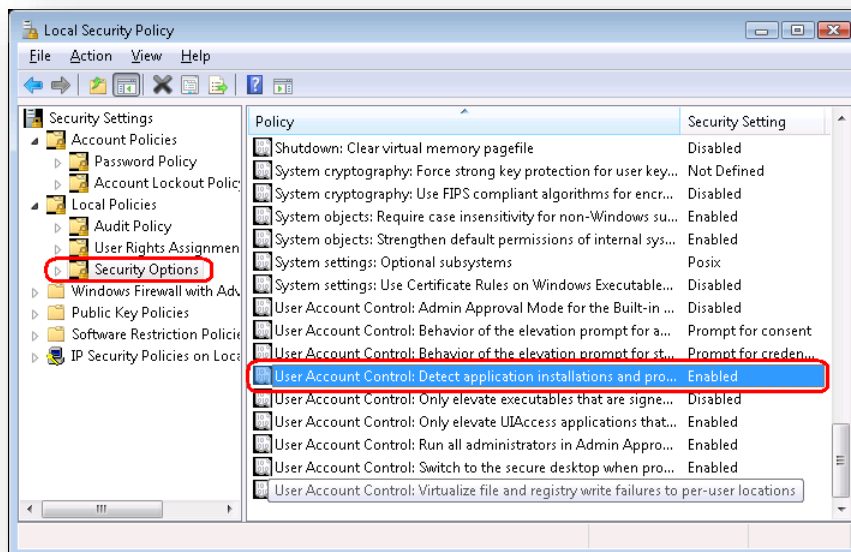 Local Security Policy
File Action View Help
Security Settings
Account Policies
Password Policy
Account Lockout Polic
Local Policies
Audit Policy
User Rights Assignmen
Security Options
Windows Firewall with Adv
Public Key Policies
Software Restriction Policie
IP Security Policies on Loca
Policy Security Setting
Shutdown: Clear virtual memory pagefile Disabled
System cryptography: Force strong key protection for user key... Not Defined
System cryptography: Use FIPS compliant algorithms for encr... Disabled
System objects: Require case insensitivity for non-Windows su... Enabled
System objects: Strengthen default permissions of internal sys... Enabled
System settings: Optional subsystems Posix
System settings: Use Certificate Rules on Windows Executable... Disabled
User Account Control: Admin Approval Mode for the Built-in ... Disabled
User Account Control: Behavior of the elevation prompt for a... Prompt for consent
User Account Control: Behavior of the elevation prompt for st... Prompt for creden...
User Account Control: Detect application installations and pro... Enabled
User Account Control: Only elevate executables that are signe... Disabled
User Account Control: Only elevate UIAccess applications that... Enabled
User Account Control: Run all administrators in Admin Appro... Enabled
User Account Control: Switch to the secure desktop when pro... Enabled
User Account Control: Virtualize file and registry write failures to per-user locations